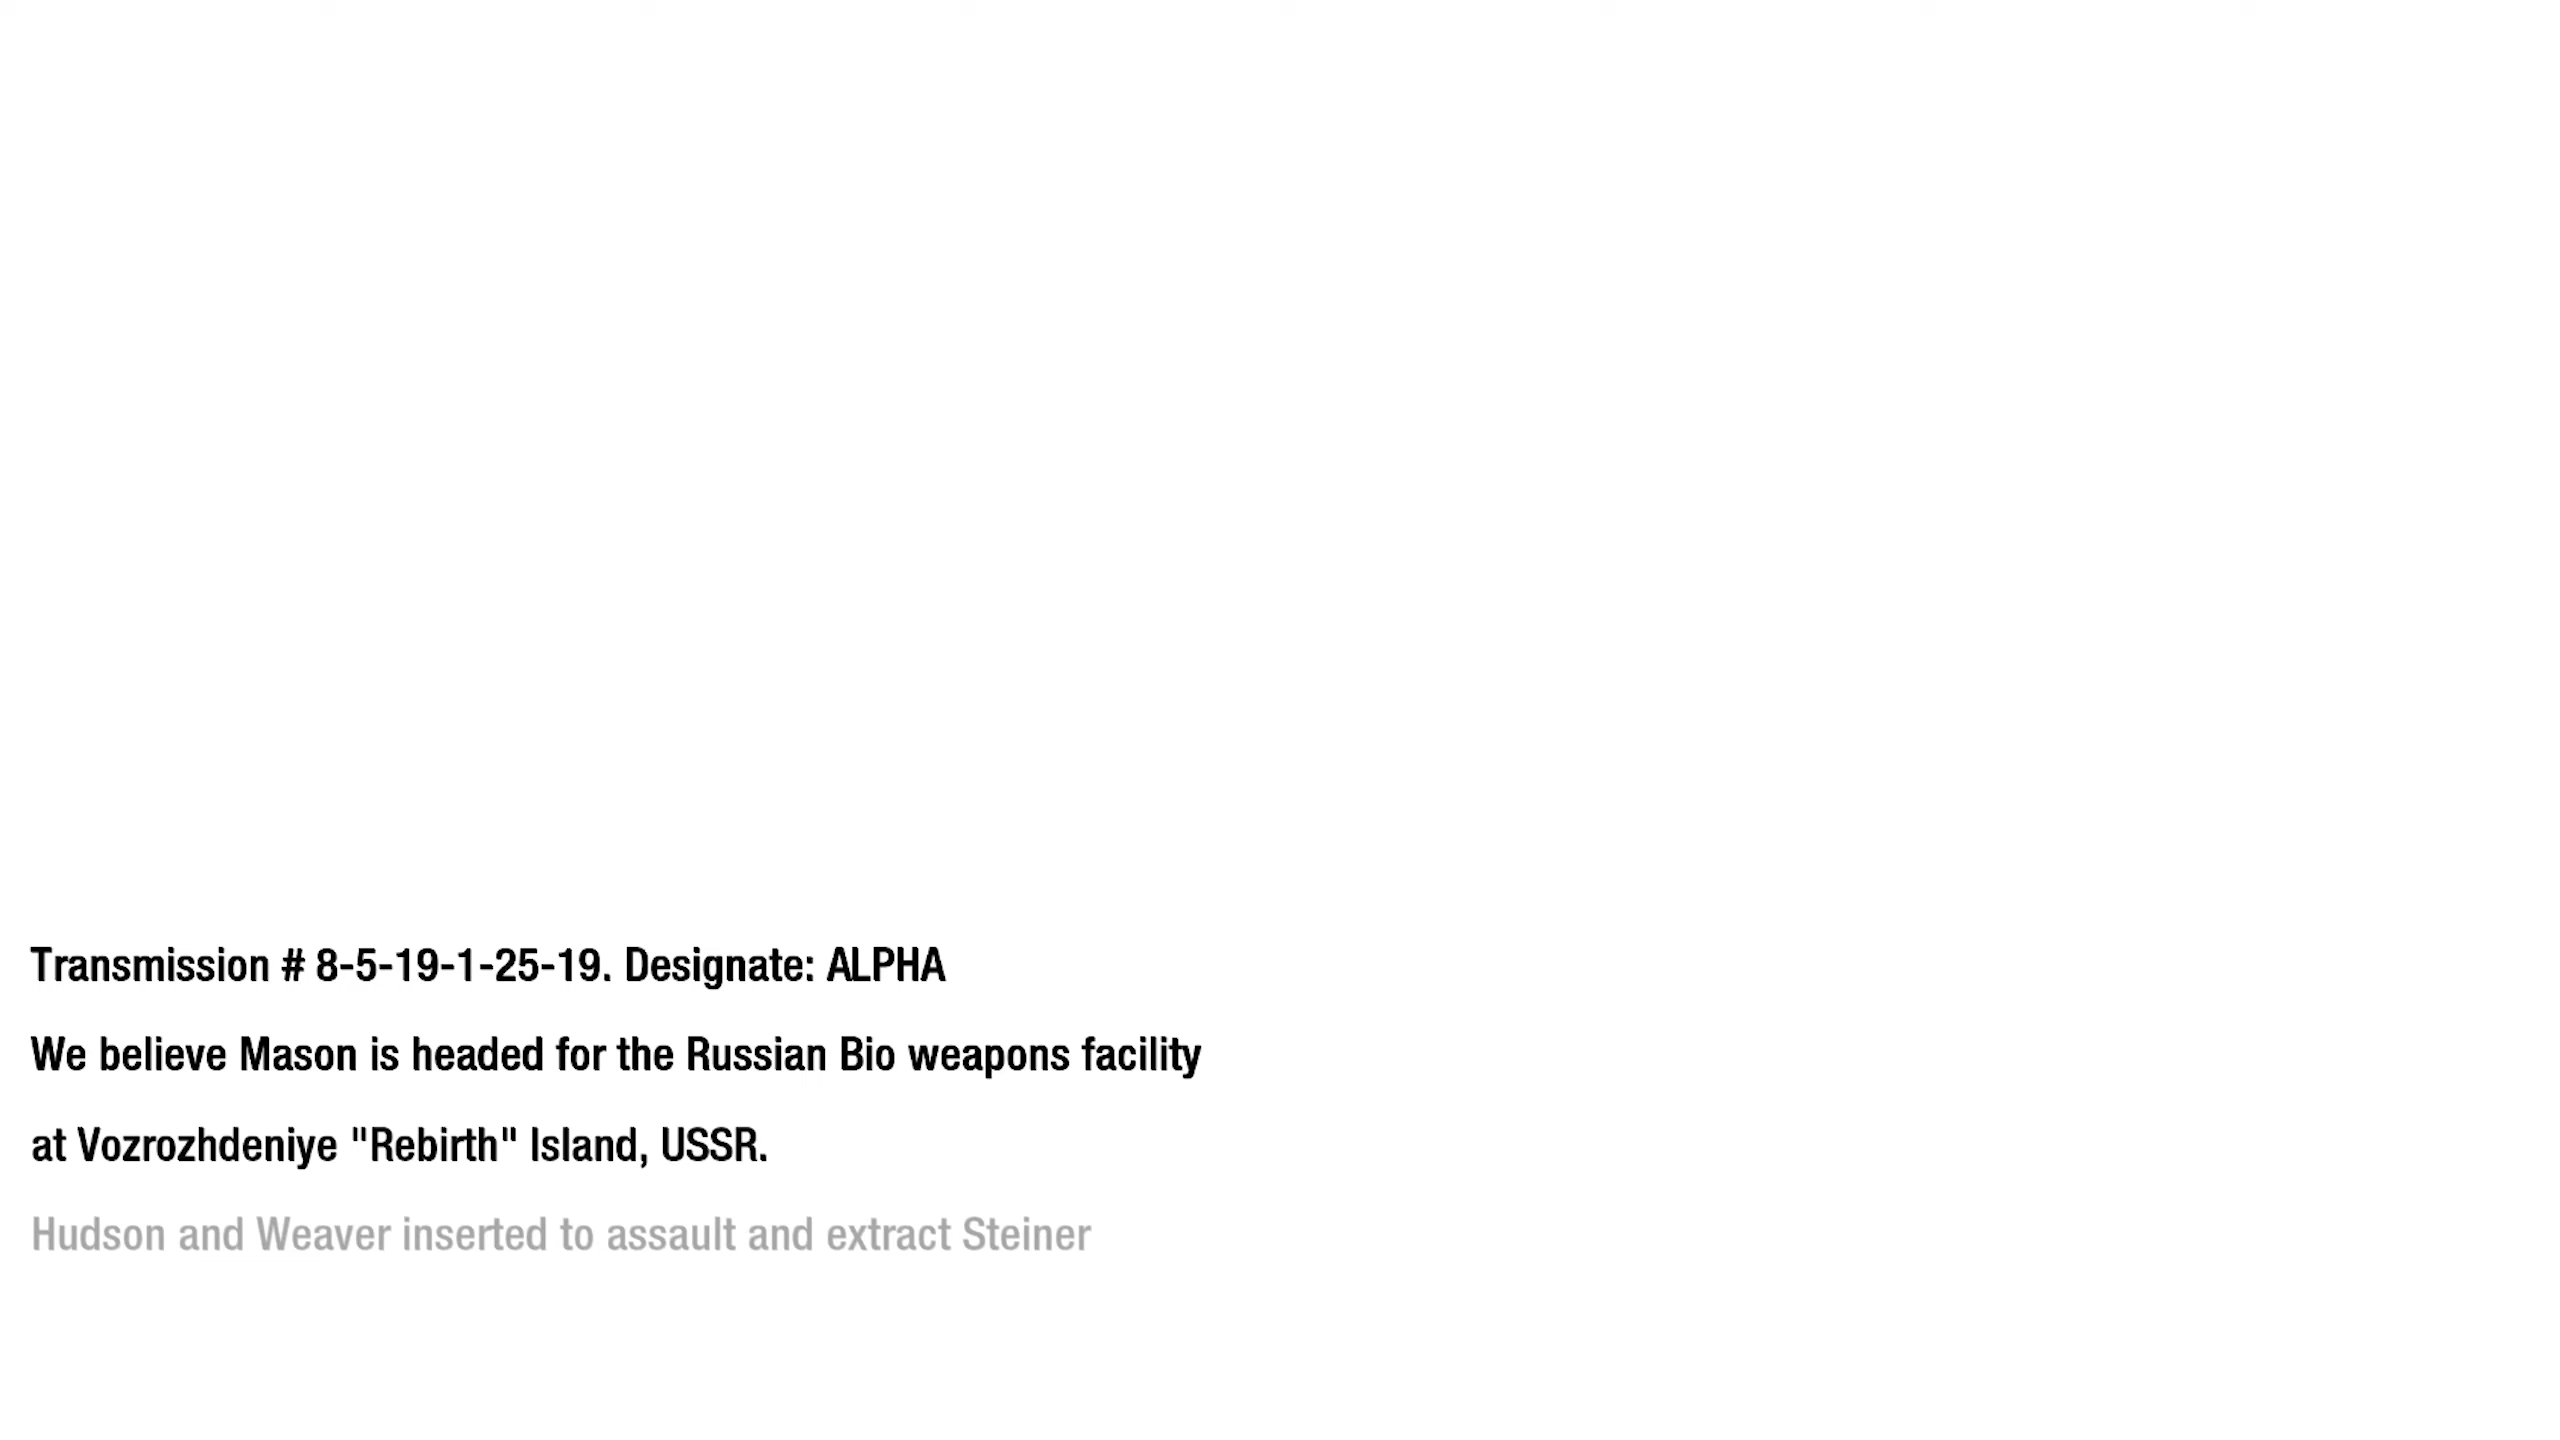 Transmission # 8-5-19-1-25-19. Designate: ALPHA
We believe Mason is headed for the Russian Bio weapons facility
at Vozrozhdeniye "Rebirth" Island, USSR.
Hudson and Weaver inserted to assault and extract Steiner